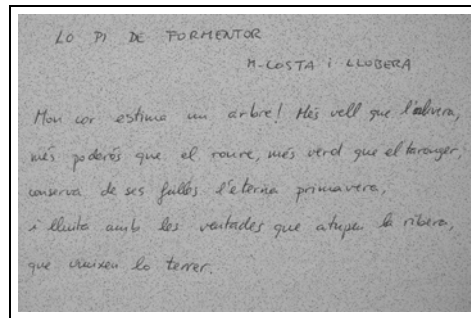 LO PI DE FORMENTOR
M. COSTA i LLOBERA
Mon cor estima un arbre! Més vell que l'olivera,
més poderós que el roure, més verd que el taronger,
conserva de ses fulles l'eterna primavera,
i lluita amb les ventades que atupen la ribera,
que cruixen lo terrer.